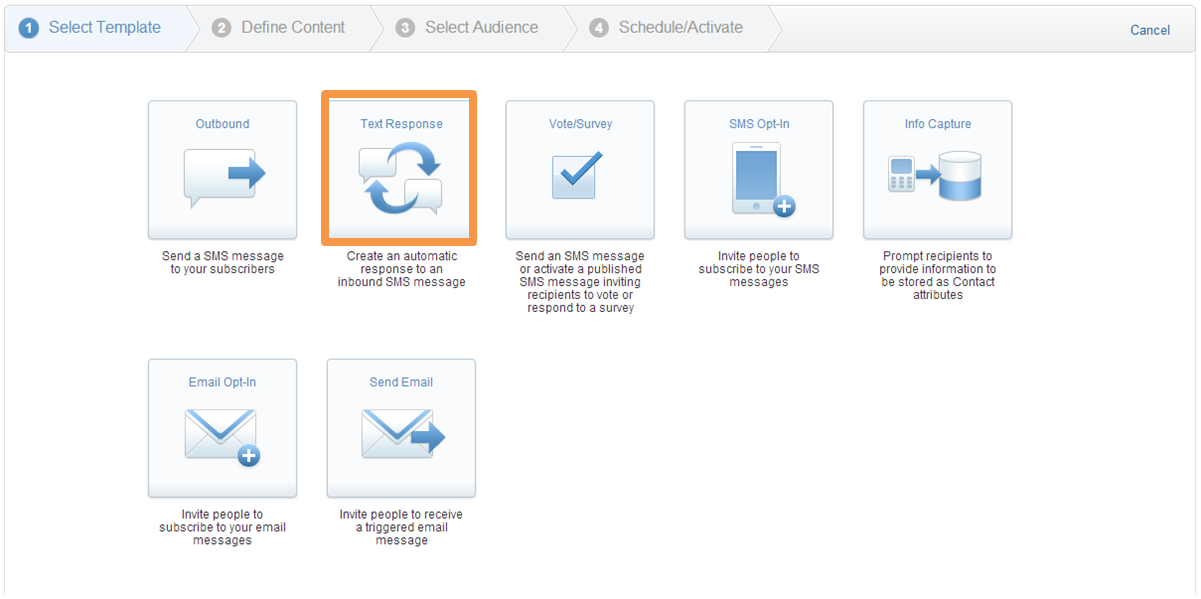 1 Select Template
2 Define Content
3 Select Audience
4 Schedule/Activate
Cancel
Outbound
Send a SMS message
to your subscribers
Text Response
Create an automatic
response to an
inbound SMS message
Vote/Survey
Send an SMS message
or activate a published
SMS message inviting
recipients to vote or
respond to a survey
SMS Opt-In
Invite people to
subscribe to your SMS
messages
Info Capture
Prompt recipients to
provide information to
be stored as Contact
attributes
Email Opt-In
Invite people to
subscribe to your email
messages
Send Email
Invite people to receive
a triggered email
message